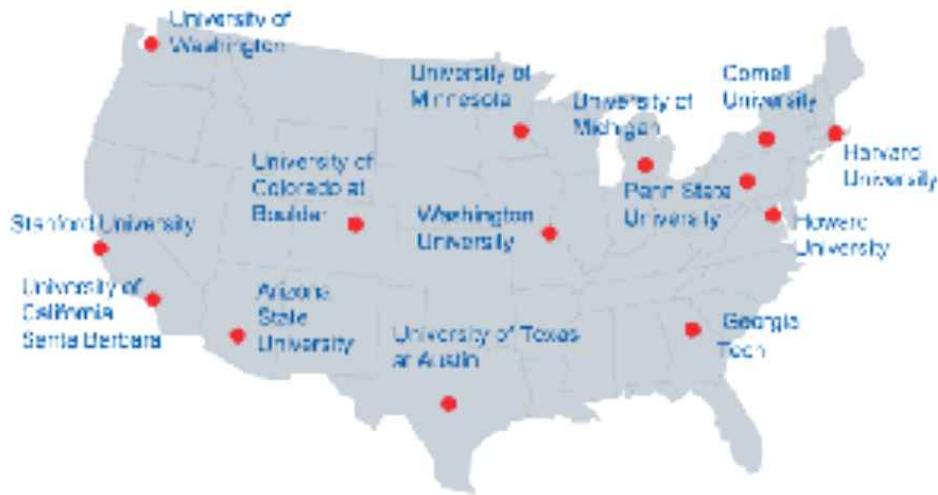 University of
Washington
University of
Minnesota
University of
Michigan
Cornell
University
Harvard
University
University of
Colorado at
Boulder
Washington
University
Penn State
University
Howard
University
Stanford University
University of
California
Santa Barbara
Arizona
State
University
University of Texas
at Austin
Georgia
Tech